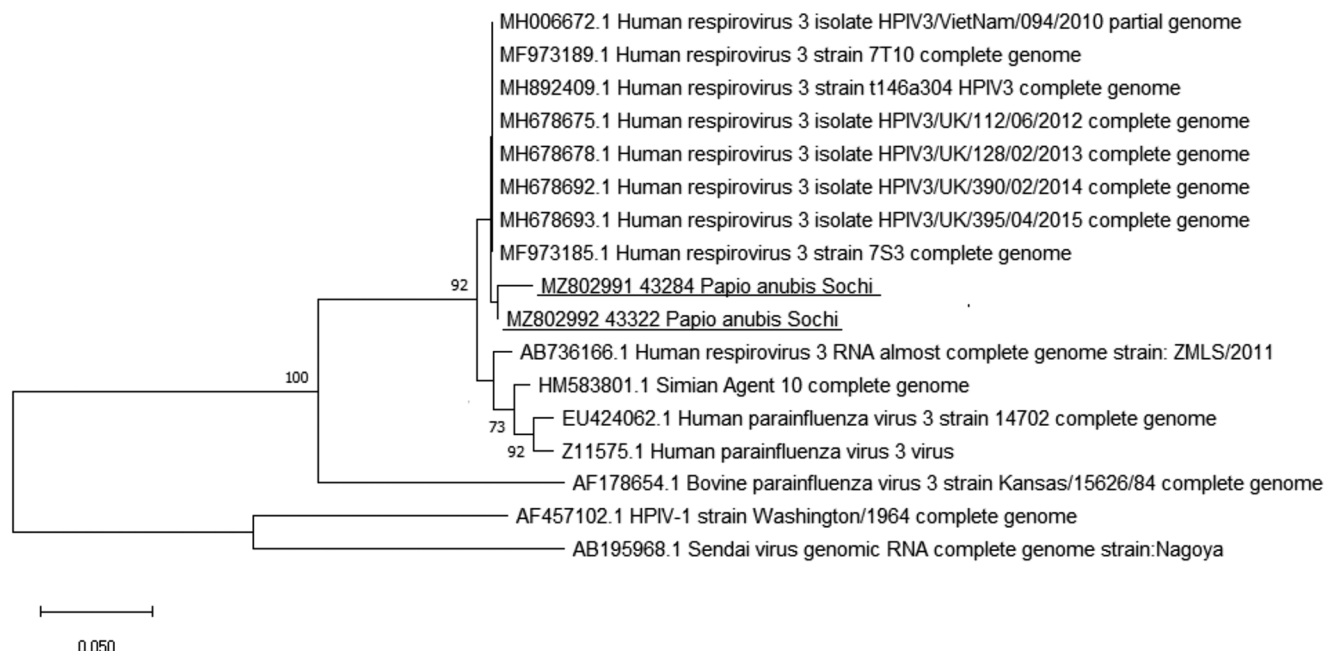 MH006672.1 Human respirovirus 3 isolate HPIV3/VietNam/094/2010 partial genome
MF973189.1 Human respirovirus 3 strain 7T10 complete genome
MH892409.1 Human respirovirus 3 strain t146a304 HPIV3 complete genome
MH678675.1 Human respirovirus 3 isolate HPIV3/UK/112/06/2012 complete genome
MH678678.1 Human respirovirus 3 isolate HPIV3/UK/128/02/2013 complete genome
MH678692.1 Human respirovirus 3 isolate HPIV3/UK/390/02/2014 complete genome
MH678693.1 Human respirovirus 3 isolate HPIV3/UK/395/04/2015 complete genome
MF973185.1 Human respirovirus 3 strain 7S3 complete genome
92
MZ802991 43284 Papio anubis Sochi
MZ802992 43322 Papio anubis Sochi
AB736166.1 Human respirovirus 3 RNA almost complete genome strain: ZMLS/2011
100
HM583801.1 Simian Agent 10 complete genome
EU424062.1 Human parainfluenza virus 3 strain 14702 complete genome
73
92
Z11575.1 Human parainfluenza virus 3 virus
AF178654.1 Bovine parainfluenza virus 3 strain Kansas/15626/84 complete genome
AF457102.1 HPIV-1 strain Washington/1964 complete genome
AB195968.1 Sendai virus genomic RNA complete genome strain:Nagoya
0.050